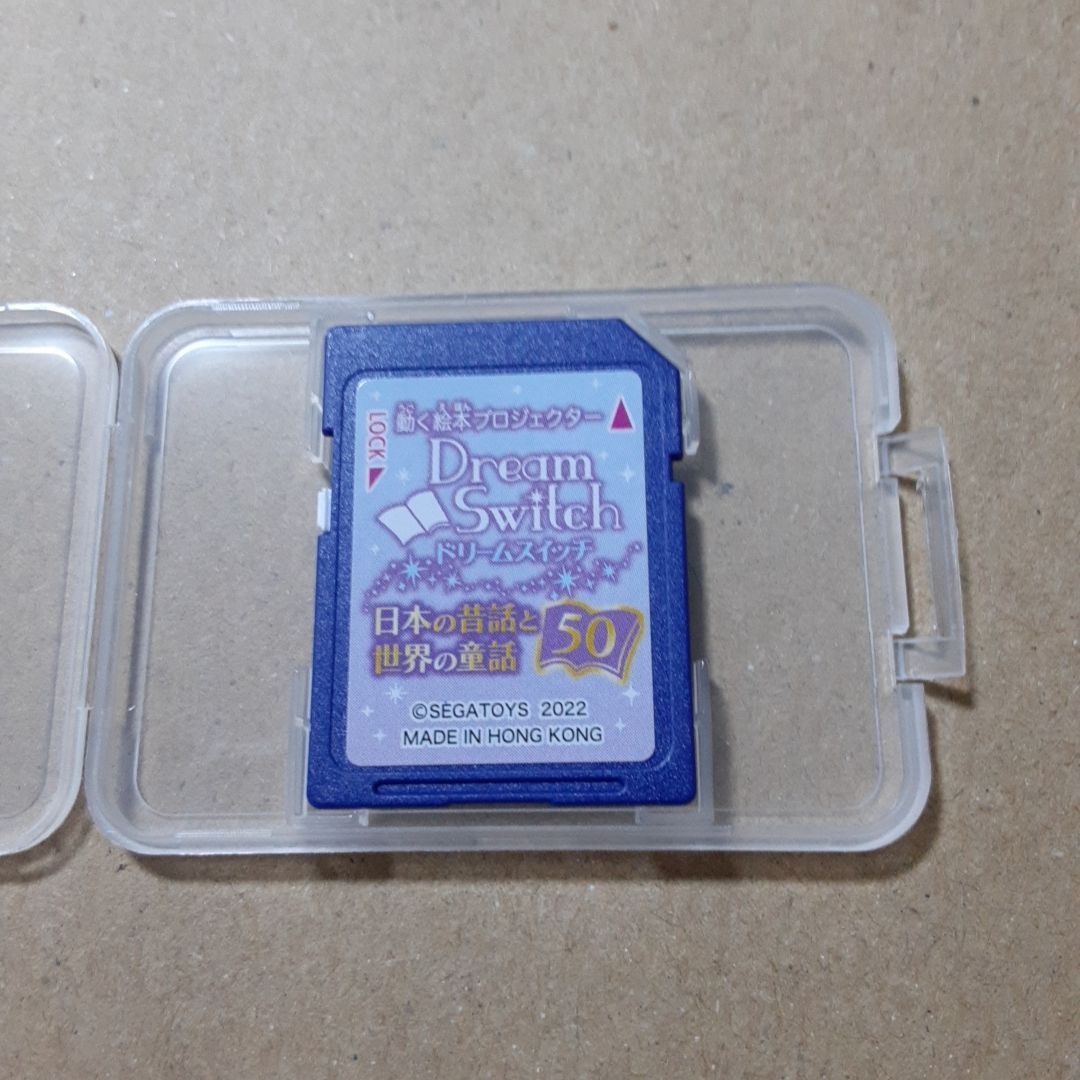 動く絵本プロジェクター
LOCK
Dream
Switch
ドリームスイッチ
日本の昔話と
世界の童話
50
©SEGATOYS 2022
MADE IN HONG KONG